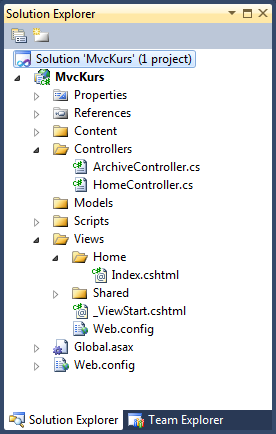 Solution Explorer
Solution 'MvcKurs' (1 project)
MvcKurs
Properties
References
Content
Controllers
ArchiveController.cs
HomeController.cs
Models
Scripts
Views
Home
Index.cshtml
Shared
_ViewStart.cshtml
Web.config
Global.asax
Web.config
Solution Explorer Team Explorer